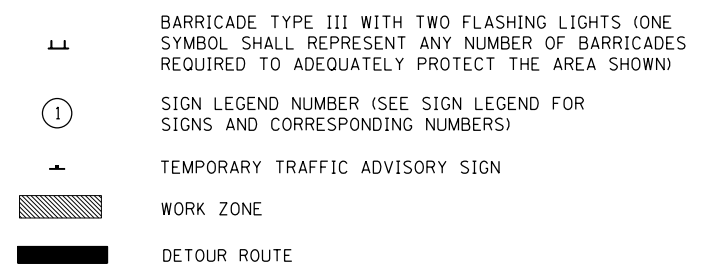 BARRICADE TYPE III WITH TWO FLASHING LIGHTS (ONE
SYMBOL SHALL REPRESENT ANY NUMBER OF BARRICADES
REQUIRED TO ADEQUATELY PROTECT THE AREA SHOWN)
1
SIGN LEGEND NUMBER (SEE SIGN LEGEND FOR
SIGNS AND CORRESPONDING NUMBERS)
TEMPORARY TRAFFIC ADVISORY SIGN
WORK ZONE
DETOUR ROUTE